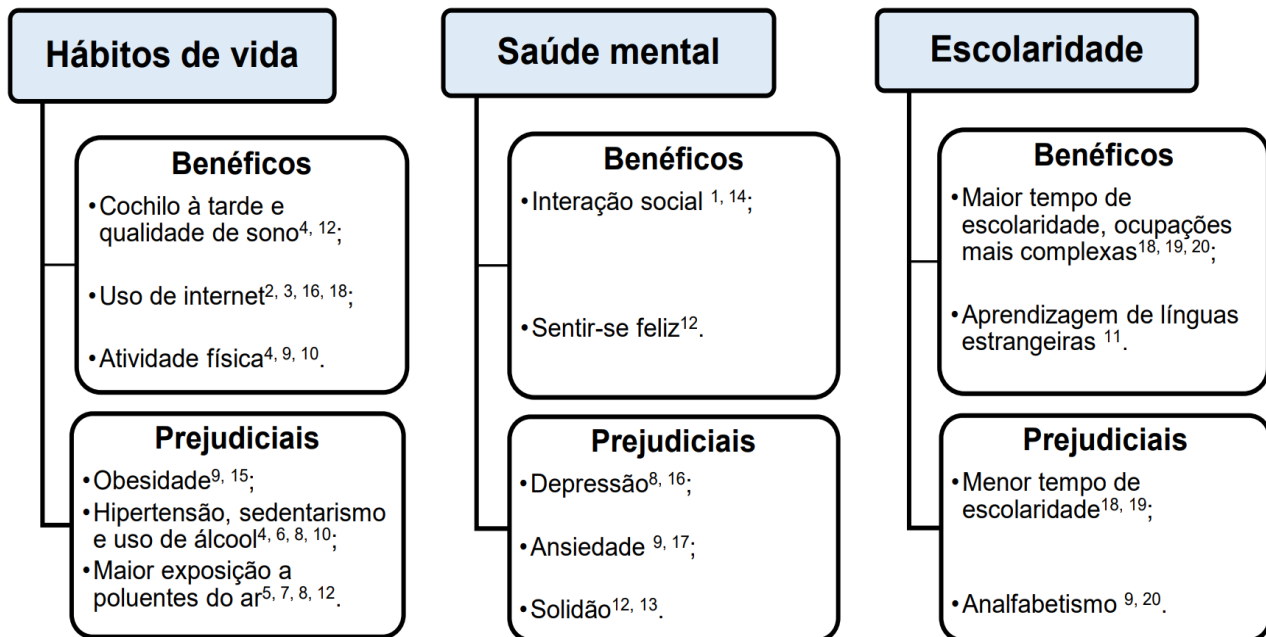 Hábitos de vida
Benéficos
•Cochilo à tarde e
qualidade de sono4, 12;
•Uso de internet2, 3, 16, 18;
•Atividade física4, 9, 10.
Prejudiciais
•Obesidade9, 15;
•Hipertensão, sedentarismo
e uso de álcool4, 6, 8, 10;
•Maior exposição a
poluentes do ar5, 7, 8, 12.
Saúde mental
Benéficos
•Interação social 1, 14;
•Sentir-se feliz12.
Prejudiciais
•Depressão8, 16;
•Ansiedade 9, 17;
•Solidão12, 13.
Escolaridade
Benéficos
•Maior tempo de
escolaridade, ocupações
mais complexas18, 19, 20;
•Aprendizagem de línguas
estrangeiras 11.
Prejudiciais
•Menor tempo de
escolaridade18, 19;
•Analfabetismo 9, 20.